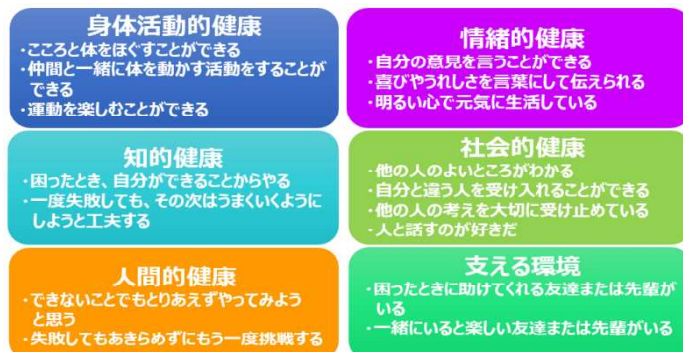 身体活動的健康
・こころと体をほぐすことができる
・仲間と一緒に体を動かす活動をすることが
できる
・運動を楽しむことができる
情緒的健康
・自分の意見を言うことができる
・喜びやうれしさを言葉にして伝えられる
・明るい心で元気に生活している
知的健康
・困ったとき、自分ができることからやる
・一度失敗しても、その次はうまくいくように
しようと工夫する
社会的健康
・他の人のよいところがわかる
・自分と違う人を受け入れることができる
・他の人の考えを大切に受け止めている
・人と話すのが好きだ
人間的健康
・できないことでもとりあえずやってみよう
と思う
・失敗してもあきらめずにもう一度挑戦する
支える環境
・困ったときに助けてくれる友達または先輩が
いる
・一緒にいると楽しい友達または先輩がいる